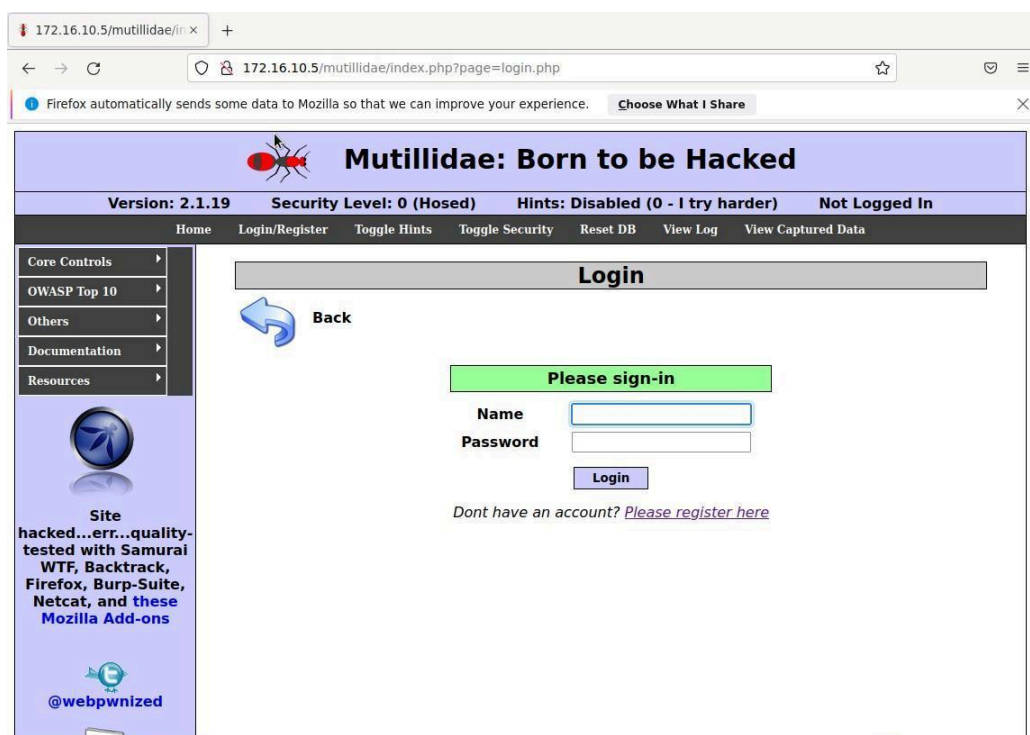 172.16.10.5/mutillidae/in
172.16.10.5/mutillidae/index.php?page=login.php
Firefox automatically sends some data to Mozilla so that we can improve your experience. Choose What I Share
Mutillidae: Born to be Hacked
Version: 2.1.19 Security Level: 0 (Hosed) Hints: Disabled (0 - I try harder) Not Logged In
Home Login/Register Toggle Hints Toggle Security Reset DB View Log View Captured Data
Core Controls
OWASP Top 10
Others
Documentation
Resources
Site
hacked...err...quality-
tested with Samurai
WTF, Backtrack,
Firefox, Burp-Suite,
Netcat, and these
Mozilla Add-ons
@webpwnized
Login
Back
Please sign-in
Name
Password
Login
Dont have an account? Please register here